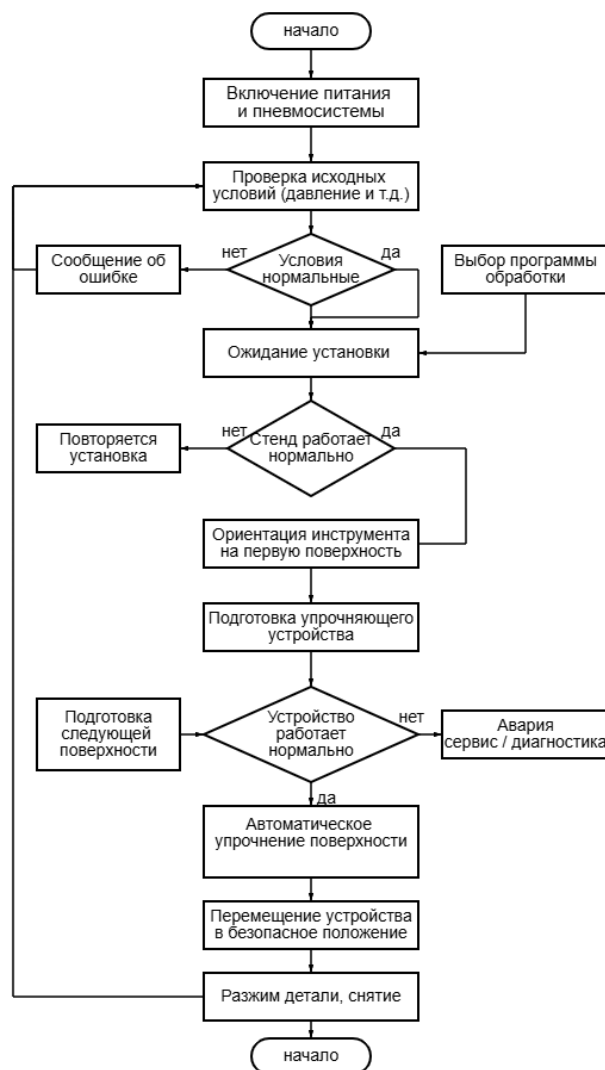 начало
Включение питания
и пневмосистемы
Проверка исходных
условий (давление и т.д.)
нет
Условия
нормальные
да
Сообщение об
ошибке
Выбор программы
обработки
Ожидание установки
нет
Стенд работает
нормально
да
Повторяется
установка
Ориентация инструмента
на первую поверхность
Подготовка упрочняющего
устройства
Подготовка
следующей
поверхности
Устройство
работает
нормально
нет
Авария
сервис / диагностика
да
Автоматическое
упрочнение поверхности
Перемещение устройства
в безопасное положение
Разжим детали, снятие
начало